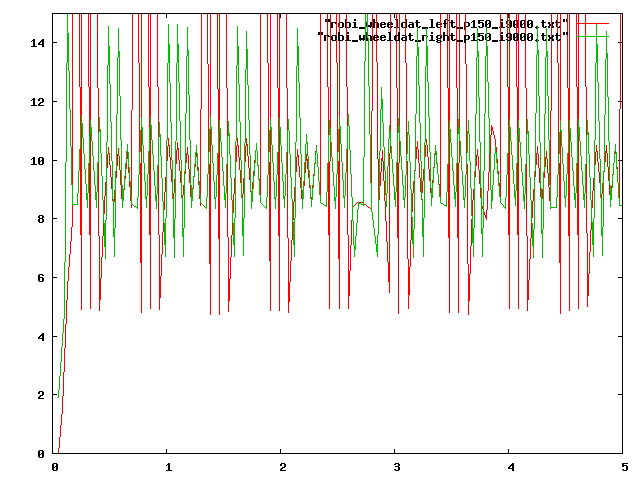 "robi_wheeldat_left_p150_i9000.txt"
"robi_wheeldat_right_p150_i9000.txt"
14
12
10
8
6
4
2
0
0 1 2 3 4 5